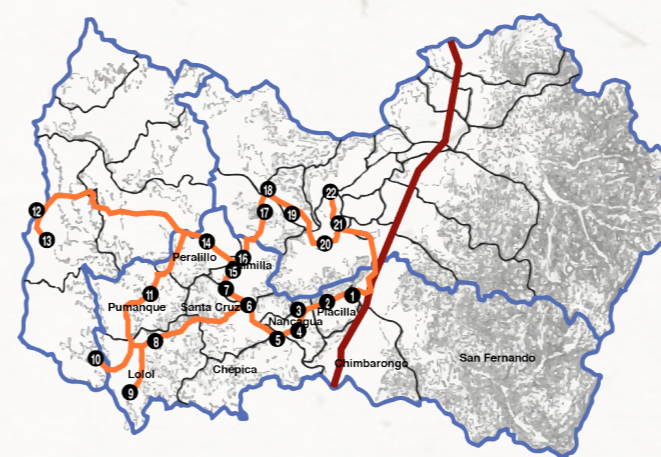 22
18
17
19
21
12
20
13
14
Peralillo
16
Palmilla
15
7
11
Pumanque
Santa Cruz
6
3
2
1
Placilla
Nancagua
4
5
8
10
Lolol
9
Chépica
Chimbarongo
San Fernando